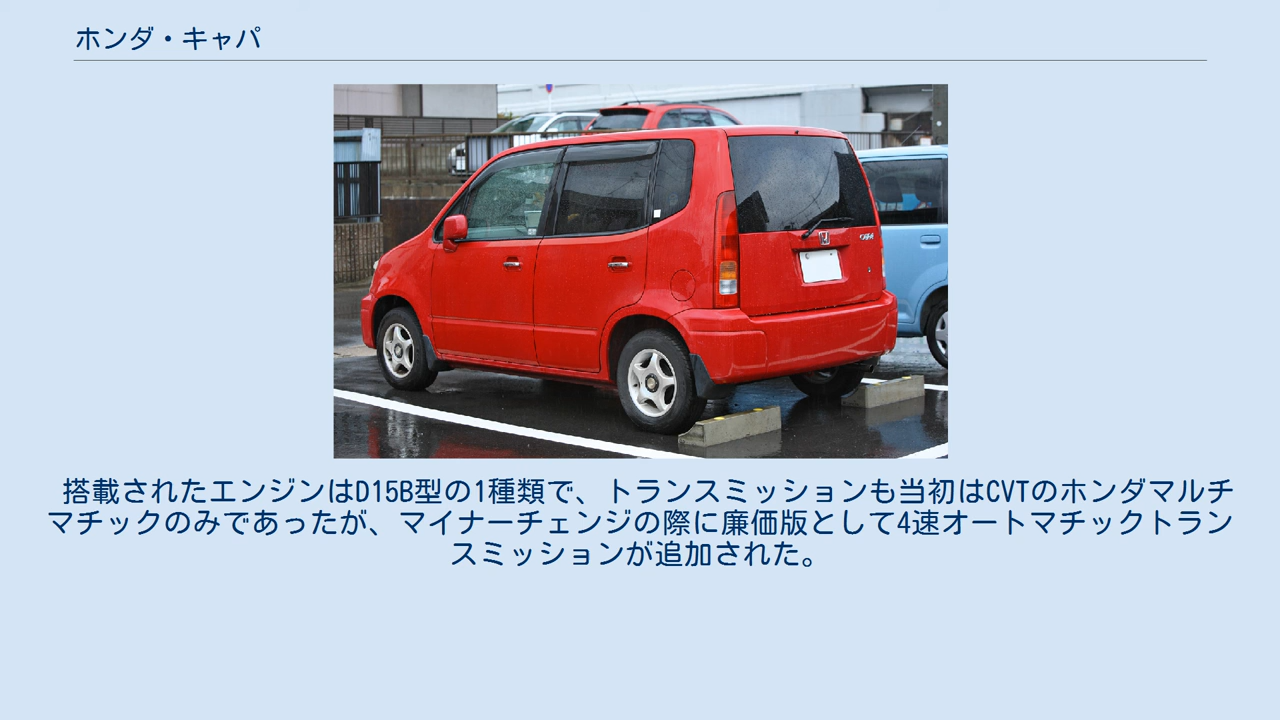 ホンダ・キャパ
搭載されたエンジンはD15B型の1種類で、トランスミッションも当初はCVTのホンダマルチ
マチックのみであったが、マイナーチェンジの際に廉価版として4速オートマチックトラン
スミッションが追加された。